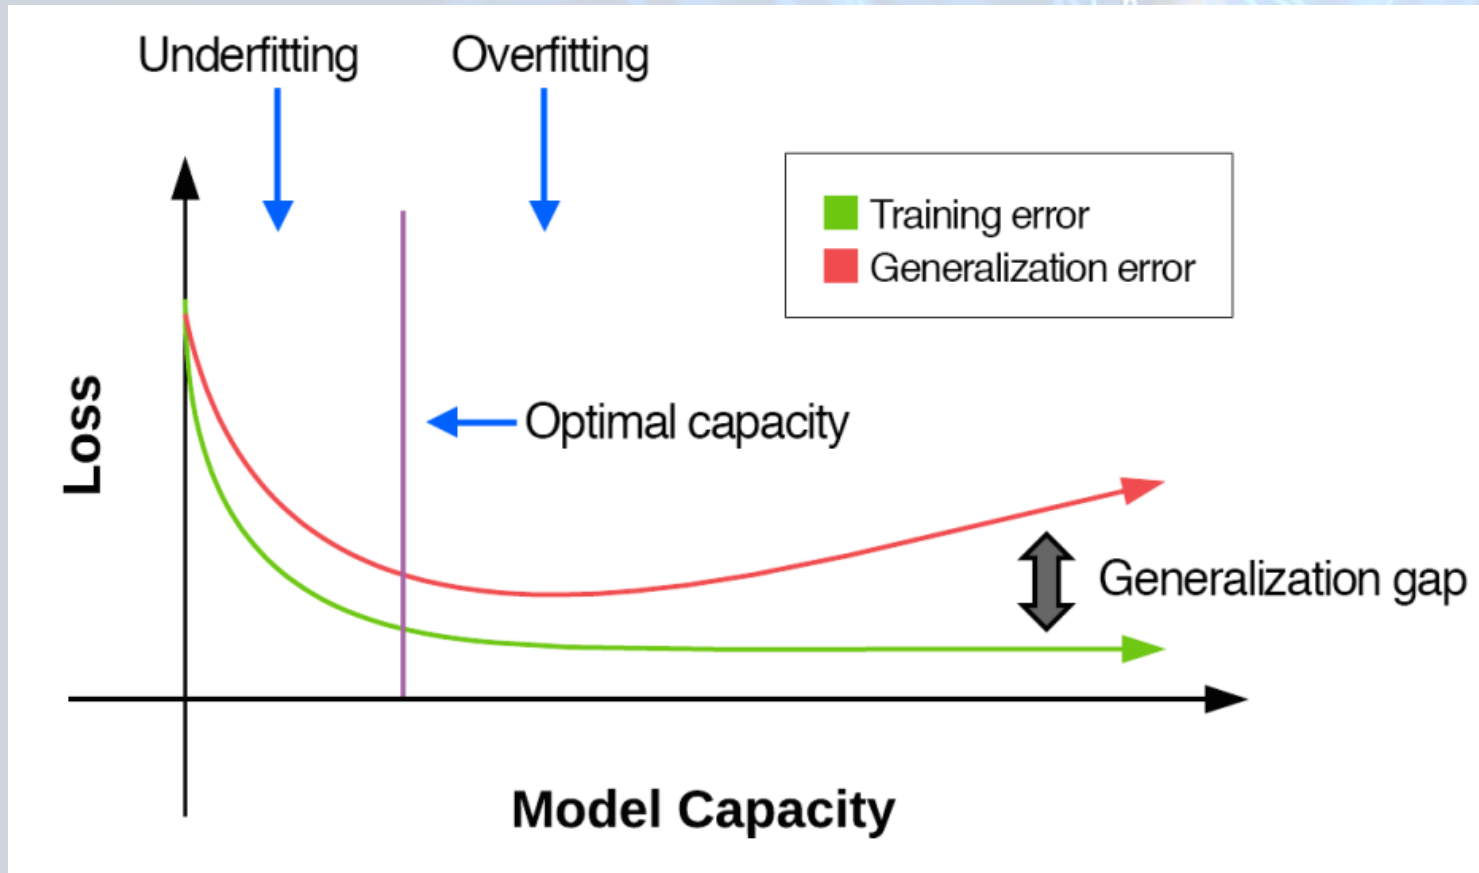 Underfitting
Overfitting
Training error
Generalization error
Loss
Optimal capacity
Generalization gap
Model Capacity